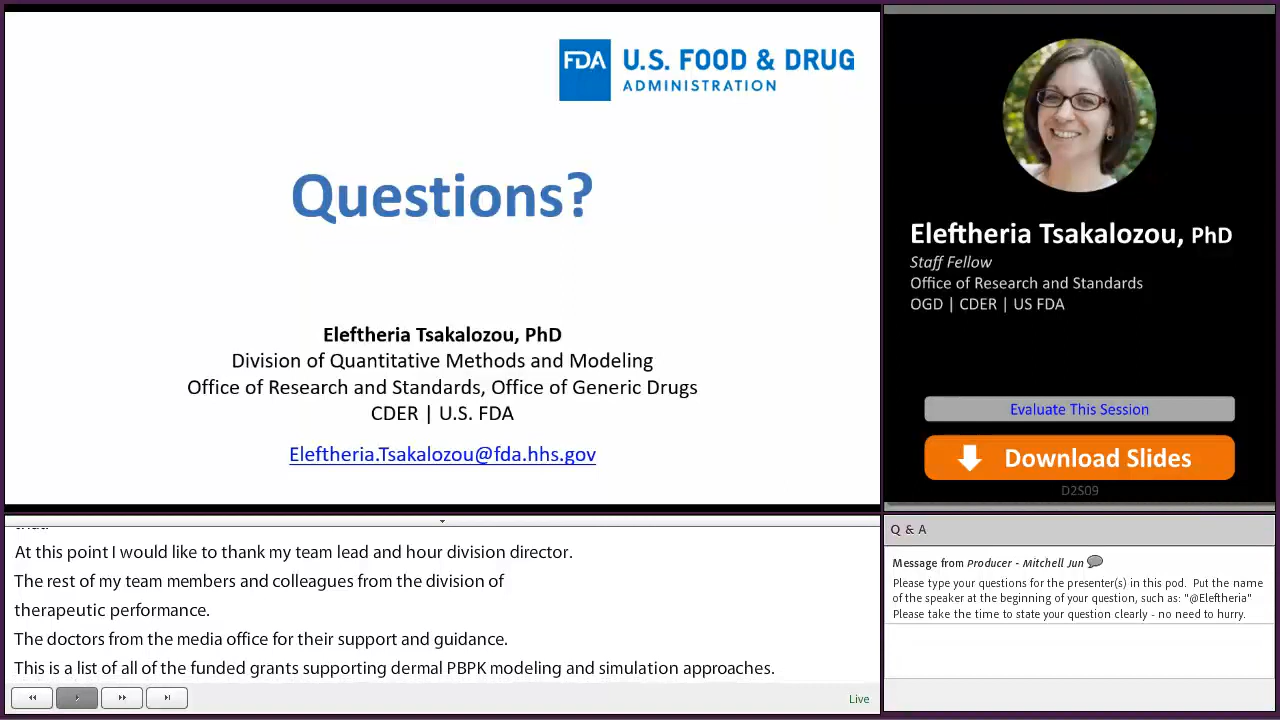 FDA
U.S. FOOD & DRUG
ADMINISTRATION
Questions?
Eleftheria Tsakalozou, PhD
Division of Quantitative Methods and Modeling
Office of Research and Standards, Office of Generic Drugs
CDER | U.S. FDA
Eleftheria.Tsakalozou@fda.hhs.gov
At this point I would like to thank my team lead and hour division director.
The rest of my team members and colleagues from the division of
therapeutic performance.
The doctors from the media office for their support and guidance.
This is a list of all of the funded grants supporting dermal PBPK modeling and simulation approaches.
Live
Eleftheria Tsakalozou, PhD
Staff Fellow
Office of Research and Standards
OGD | CDER | US FDA
Evaluate This Session
Download Slides
D2S09
Q & A
Message from Producer - Mitchell Jun
Please type your questions for the presenter(s) in this pod. Put the name
of the speaker at the beginning of your question, such as: "@Eleftheria"
Please take the time to state your question clearly - no need to hurry.